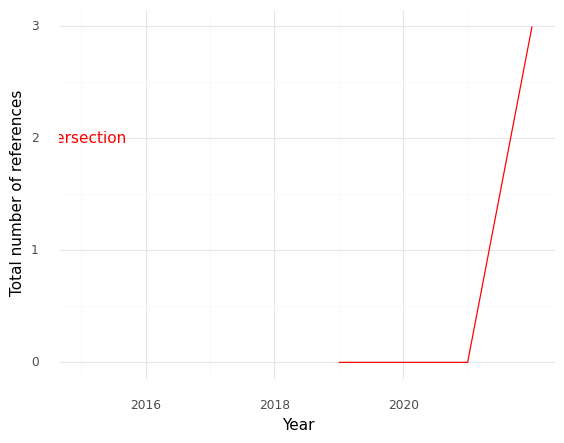 3
2
1
0
ersection
2016
2018
2020
Year
Total number of references